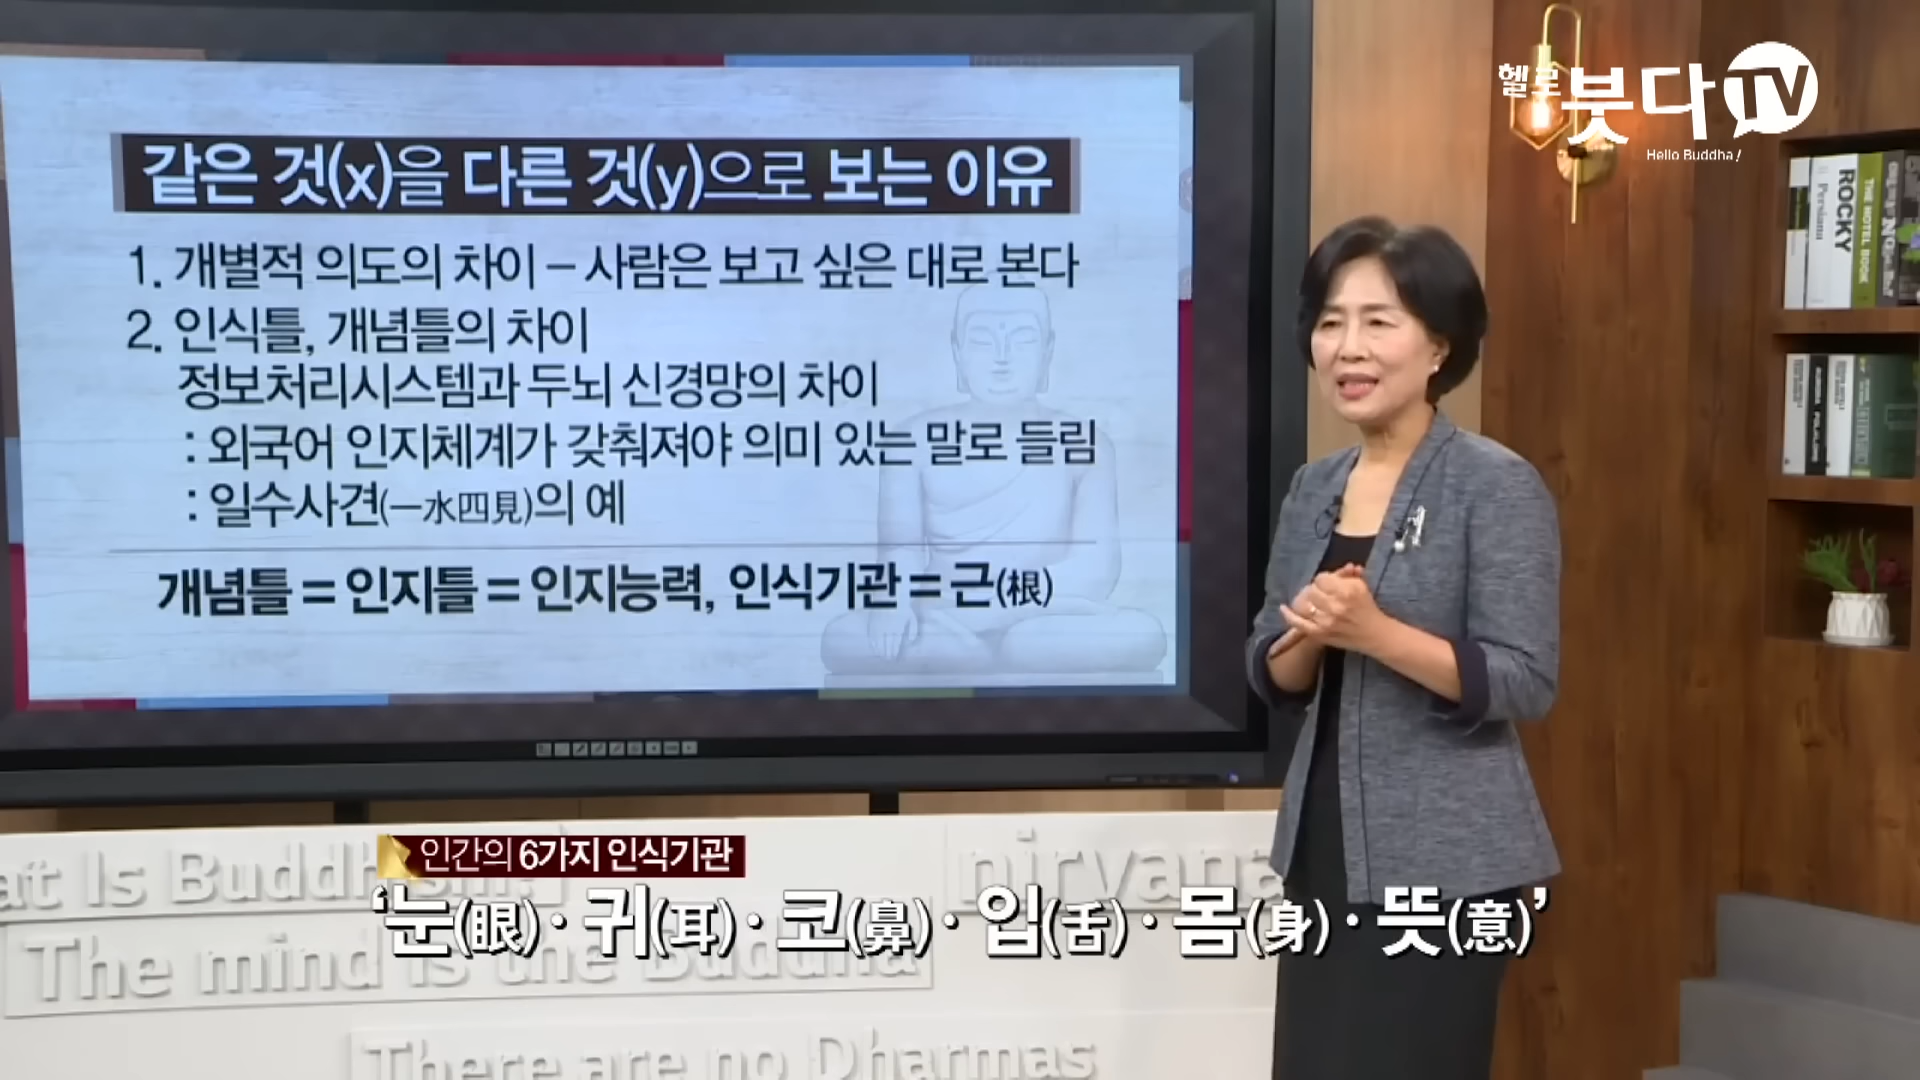 헬로붓다TV
Hello Buddha!
같은 것(x)을 다른 것(y)으로 보는 이유
1. 개별적 의도의 차이 – 사람은 보고 싶은 대로 본다
2. 인식틀, 개념틀의 차이
정보처리시스템과 두뇌 신경망의 차이
: 외국어 인지체계가 갖춰져야 의미 있는 말로 들림
: 일수사견(一水四見)의 예
개념틀 = 인지틀 = 인지능력, 인식기관 = 근(根)
ROCKY
Persiana
THE HOTEL BOOK
인간의 6가지 인식기관
‘눈(眼) · 귀(耳) · 코(鼻) · 입(舌) · 몸(身) · 뜻(意)’
at Is Buddh
nirvana
The mind is the Buddha
There are no Dharmas